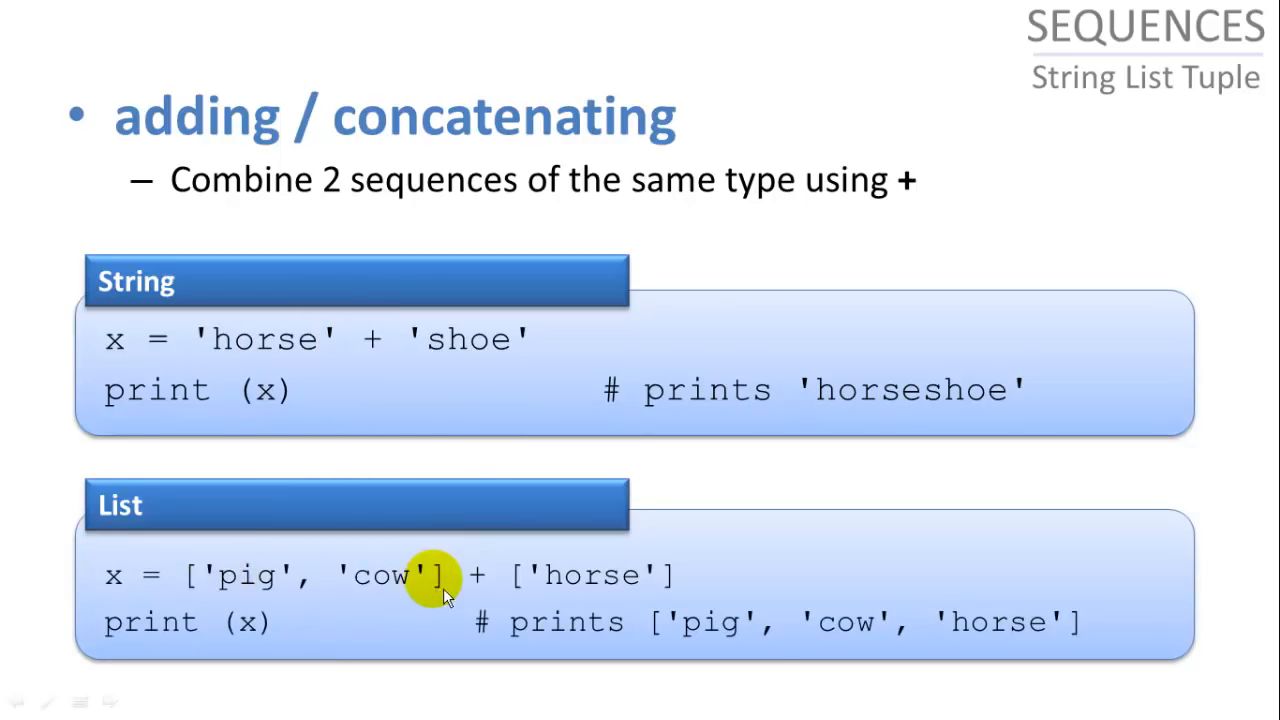 SEQUENCES
String List Tuple
• adding / concatenating
– Combine 2 sequences of the same type using +
String
x = 'horse' + 'shoe'
print (x) # prints 'horseshoe'
List
x = ['pig', 'cow'] + ['horse']
print (x) # prints ['pig', 'cow', 'horse']